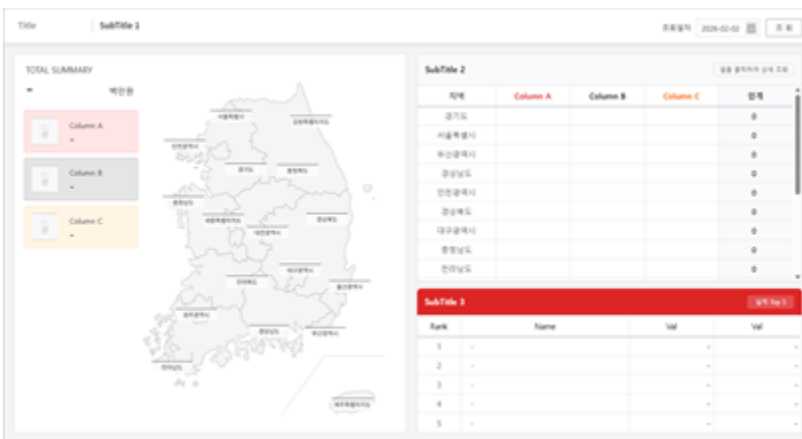 Title
SubTitle 1
조회일자
2026-02-02
조 회
TOTAL SUMMARY
-
백만원
Column A
-
Column B
-
Column C
-
서울특별시
강원특별자치도
인천광역시
경기도
충청북도
충청남도
세종특별자치도
경상북도
대전광역시
대구광역시
전라북도
울산광역시
광주광역시
경상남도
부산광역시
전라남도
제주특별자치도
SubTitle 2
지역 Column A Column B Column C 합계
경기도 0
서울특별시 0
부산광역시 0
경상남도 0
인천광역시 0
경상북도 0
대구광역시 0
충청남도 0
전라남도 0
SubTitle 3
실적 Top 5
Rank Name Val Val
1 - - -
2 - - -
3 - - -
4 - - -
5 - - -